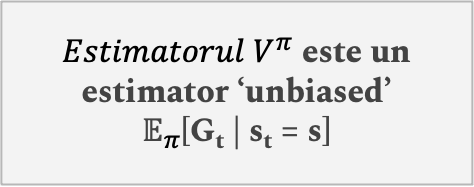 Estimatorul V^π este un
estimator ‘unbiased’
𝔼_π[G_t | s_t = s]